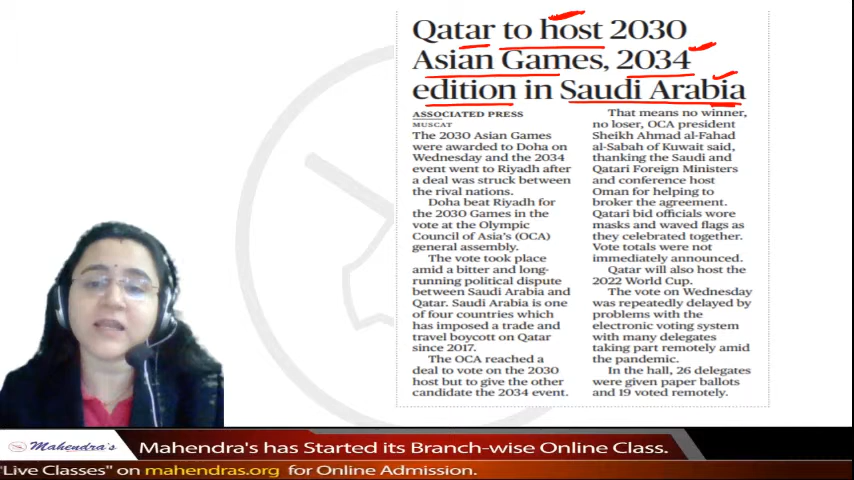 Qatar to host 2030
Asian Games, 2034
edition in Saudi Arabia
ASSOCIATED PRESS
MUSCAT
The 2030 Asian Games
were awarded to Doha on
Wednesday and the 2034
event went to Riyadh after
a deal was struck between
the rival nations.
Doha beat Riyadh for
the 2030 Games in the
vote at the Olympic
Council of Asia's (OCA)
general assembly.
The vote took place
amid a bitter and long-
running political dispute
between Saudi Arabia and
Qatar. Saudi Arabia is one
of four countries which
has imposed a trade and
travel boycott on Qatar
since 2017.
The OCA reached a
deal to vote on the 2030
host but to give the other
candidate the 2034 event.
That means no winner,
no loser, OCA president
Sheikh Ahmad al-Fahad
al-Sabah of Kuwait said,
thanking the Saudi and
Qatari Foreign Ministers
and conference host
Oman for helping to
broker the agreement.
Qatari bid officials wore
masks and waved flags as
they celebrated together.
Vote totals were not
immediately announced.
Qatar will also host the
2022 World Cup.
The vote on Wednesday
was repeatedly delayed by
problems with the
electronic voting system
with many delegates
taking part remotely amid
the pandemic.
In the hall, 26 delegates
were given paper ballots
and 19 voted remotely.
Mahendra's
Mahendra's has Started its Branch-wise Online Class.
"Live Classes" on mahendras.org for Online Admission.